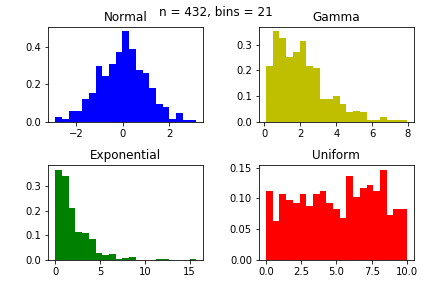 n = 432, bins = 21
Normal
0.4
0.2
0.0
−2 0 2
Gamma
0.3
0.2
0.1
0.0
0 2 4 6 8
Exponential
0.3
0.2
0.1
0.0
0 5 10 15
Uniform
0.15
0.10
0.05
0.00
0.0 2.5 5.0 7.5 10.0